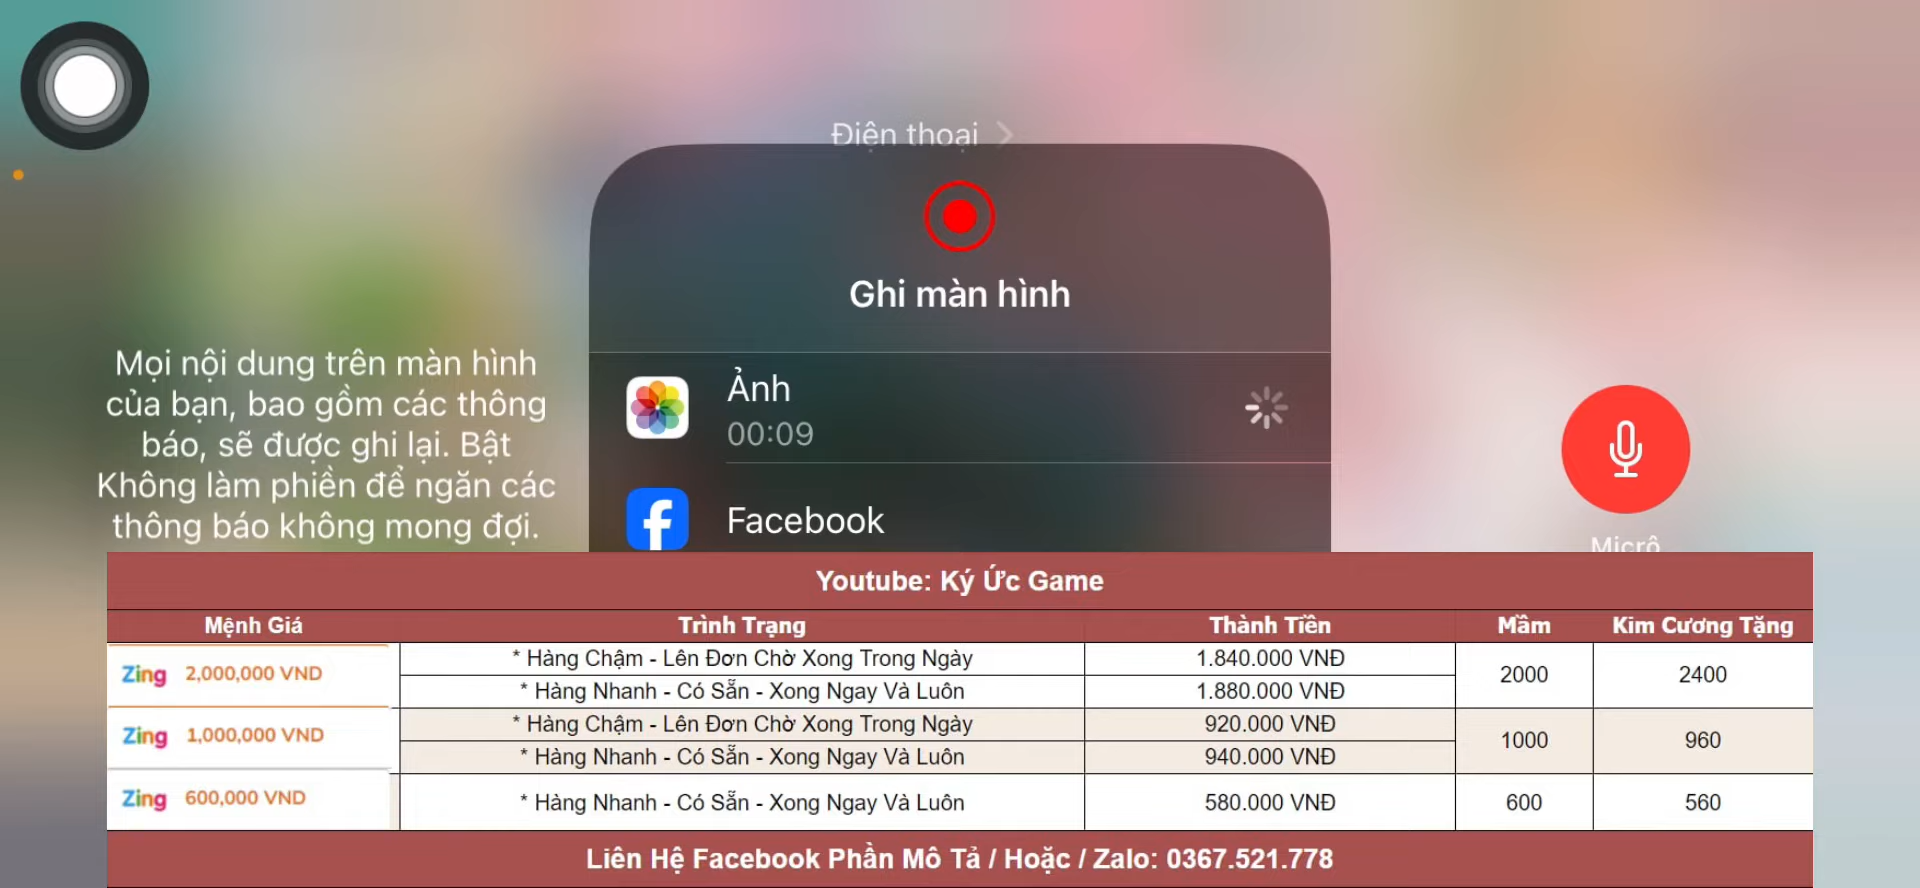 Điện thoại
Ghi màn hình
Mọi nội dung trên màn hình
của bạn, bao gồm các thông
báo, sẽ được ghi lại. Bật
Không làm phiền để ngăn các
thông báo không mong đợi.
Ảnh
00:09
Facebook
Micrô
Youtube: Ký Ức Game
Mệnh Giá Trình Trạng Thành Tiền Mầm Kim Cương Tặng
Zing 2,000,000 VND
* Hàng Chậm - Lên Đơn Chờ Xong Trong Ngày 1.840.000 VNĐ
* Hàng Nhanh - Có Sẵn - Xong Ngay Và Luôn 1.880.000 VNĐ
2000 2400
Zing 1,000,000 VND
* Hàng Chậm - Lên Đơn Chờ Xong Trong Ngày 920.000 VNĐ
* Hàng Nhanh - Có Sẵn - Xong Ngay Và Luôn 940.000 VNĐ
1000 960
Zing 600,000 VND * Hàng Nhanh - Có Sẵn - Xong Ngay Và Luôn 580.000 VNĐ 600 560
Liên Hệ Facebook Phần Mô Tả / Hoặc / Zalo: 0367.521.778